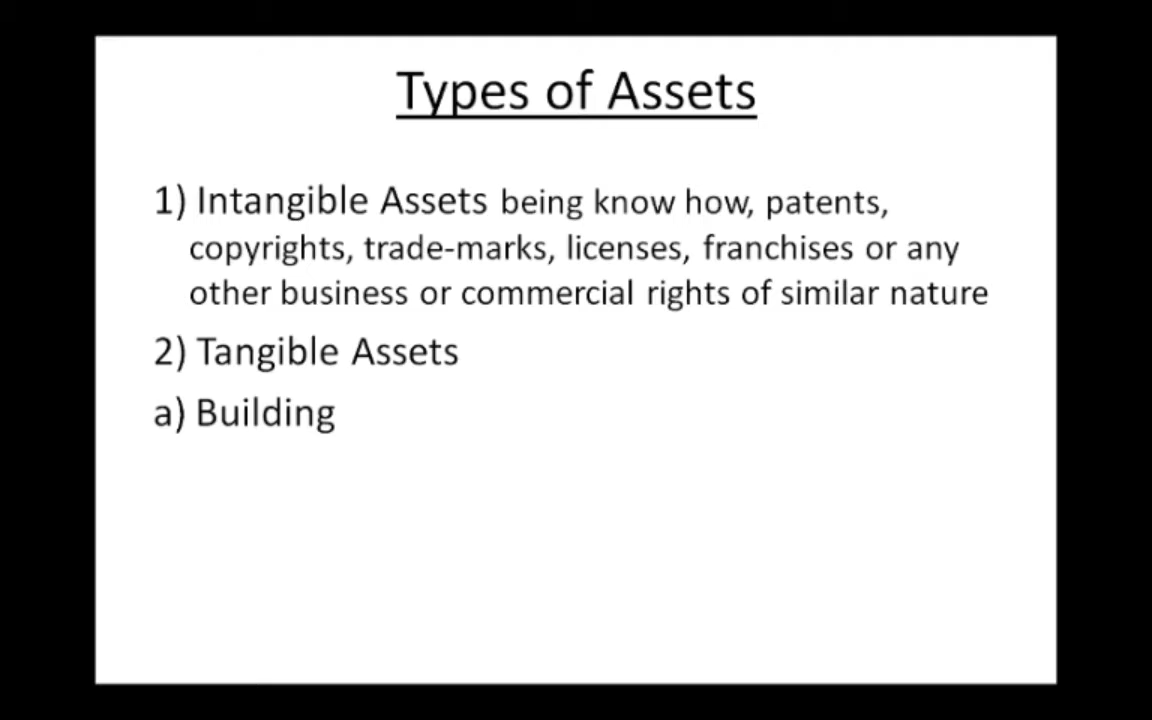 Types of Assets
1) Intangible Assets being know how, patents,
copyrights, trade-marks, licenses, franchises or any
other business or commercial rights of similar nature
2) Tangible Assets
a) Building